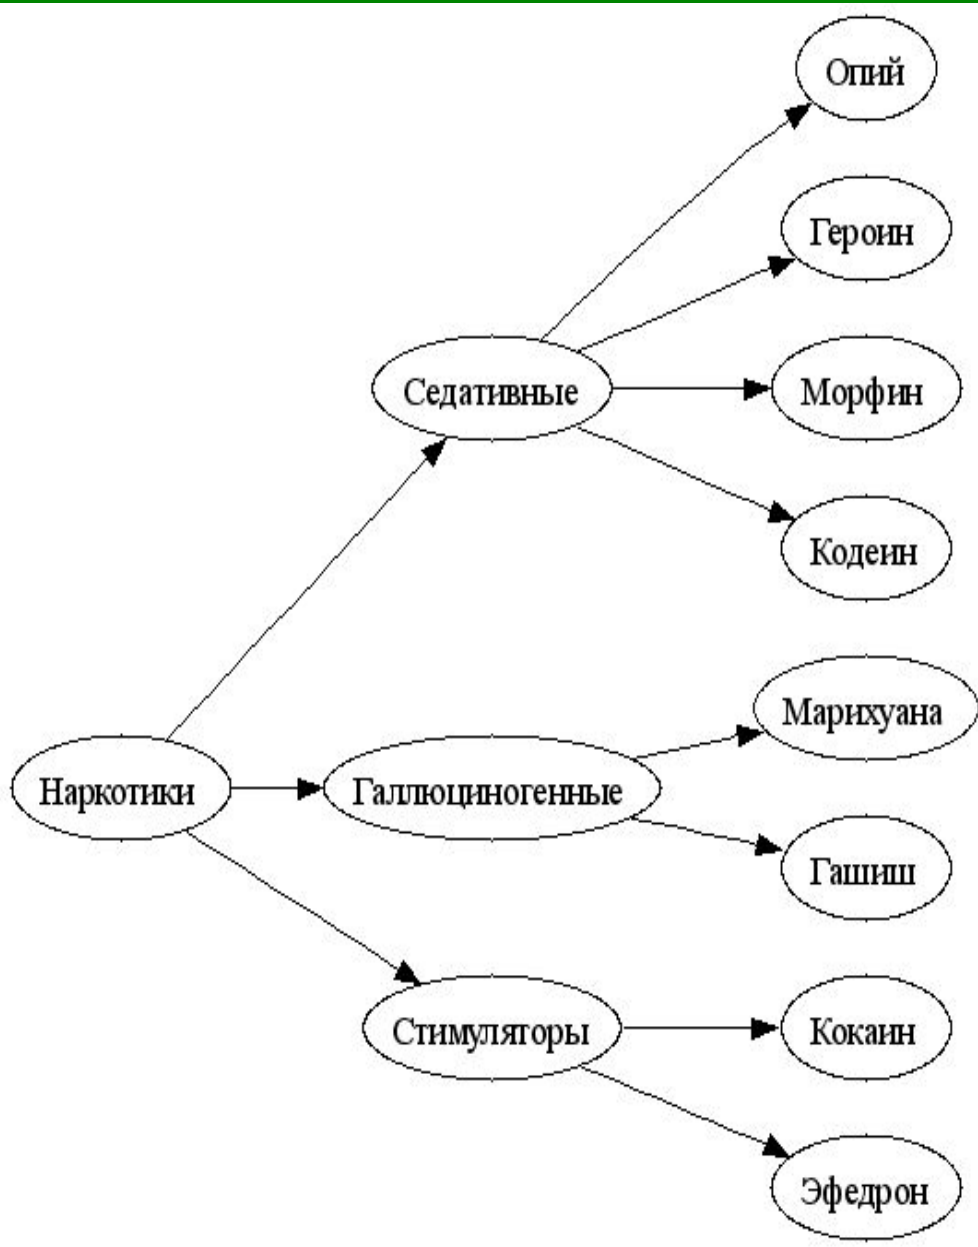 Опий
Героин
Седативные
Морфин
Кодеин
Марихуана
Наркотики
Галлюциногенные
Гашиш
Стимуляторы
Кокаин
Эфедрон